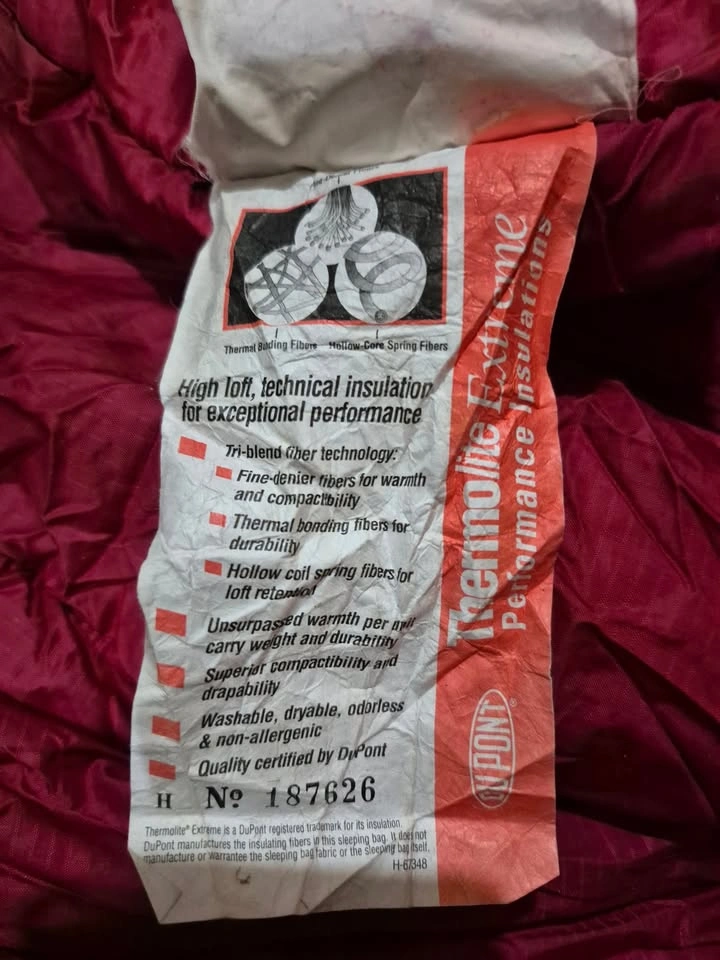 Thermal Bonding Fibers Hollow-Core Spring Fibers
High loft, technical insulation
for exceptional performance
Tri-blend fiber technology:
Fine-denier fibers for warmth
and compactibility
Thermal bonding fibers for
durability
Hollow coil spring fibers for
loft retention
Unsurpassed warmth per unit
carry weight and durability
Superior compactibility and
drapability
Washable, dryable, odorless
& non-allergenic
Quality certified by DuPont
H Nº 187626
Thermolite® Extreme is a DuPont registered trademark for its insulation.
DuPont manufactures the insulating fibers in this sleeping bag. It does not
manufacture or warrantee the sleeping bag fabric or the sleeping bag itself.
H-67348
Thermolite Extreme
Performance Insulations
DU PONT®